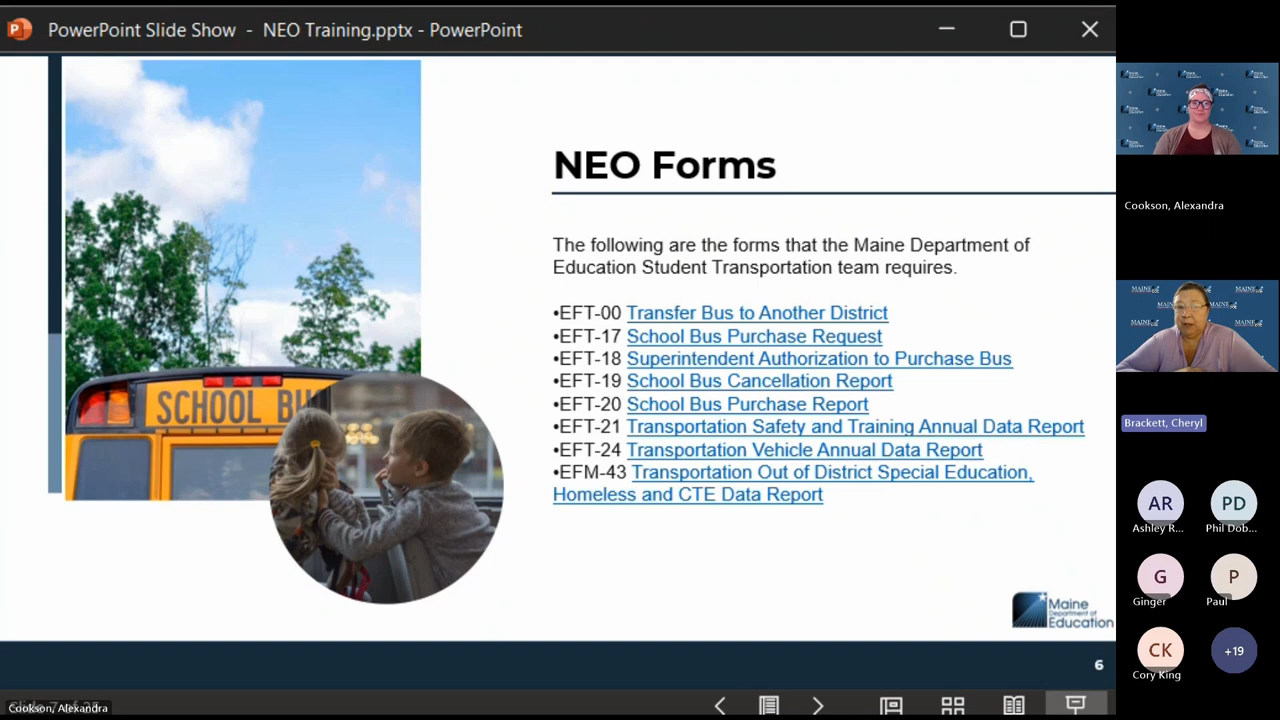 PowerPoint Slide Show - NEO Training.pptx - PowerPoint
SCHOOL BU
NEO Forms
The following are the forms that the Maine Department of
Education Student Transportation team requires.
•EFT-00 Transfer Bus to Another District
•EFT-17 School Bus Purchase Request
•EFT-18 Superintendent Authorization to Purchase Bus
•EFT-19 School Bus Cancellation Report
•EFT-20 School Bus Purchase Report
•EFT-21 Transportation Safety and Training Annual Data Report
•EFT-24 Transportation Vehicle Annual Data Report
•EFM-43 Transportation Out of District Special Education,
Homeless and CTE Data Report
Maine
Department of
Education
6
Cookson, Alexandra
Cookson, Alexandra
MAINE
Brackett, Cheryl
AR
PD
Ashley R...
Phil Dob...
G
P
Ginger
Paul
CK
+19
Cory King